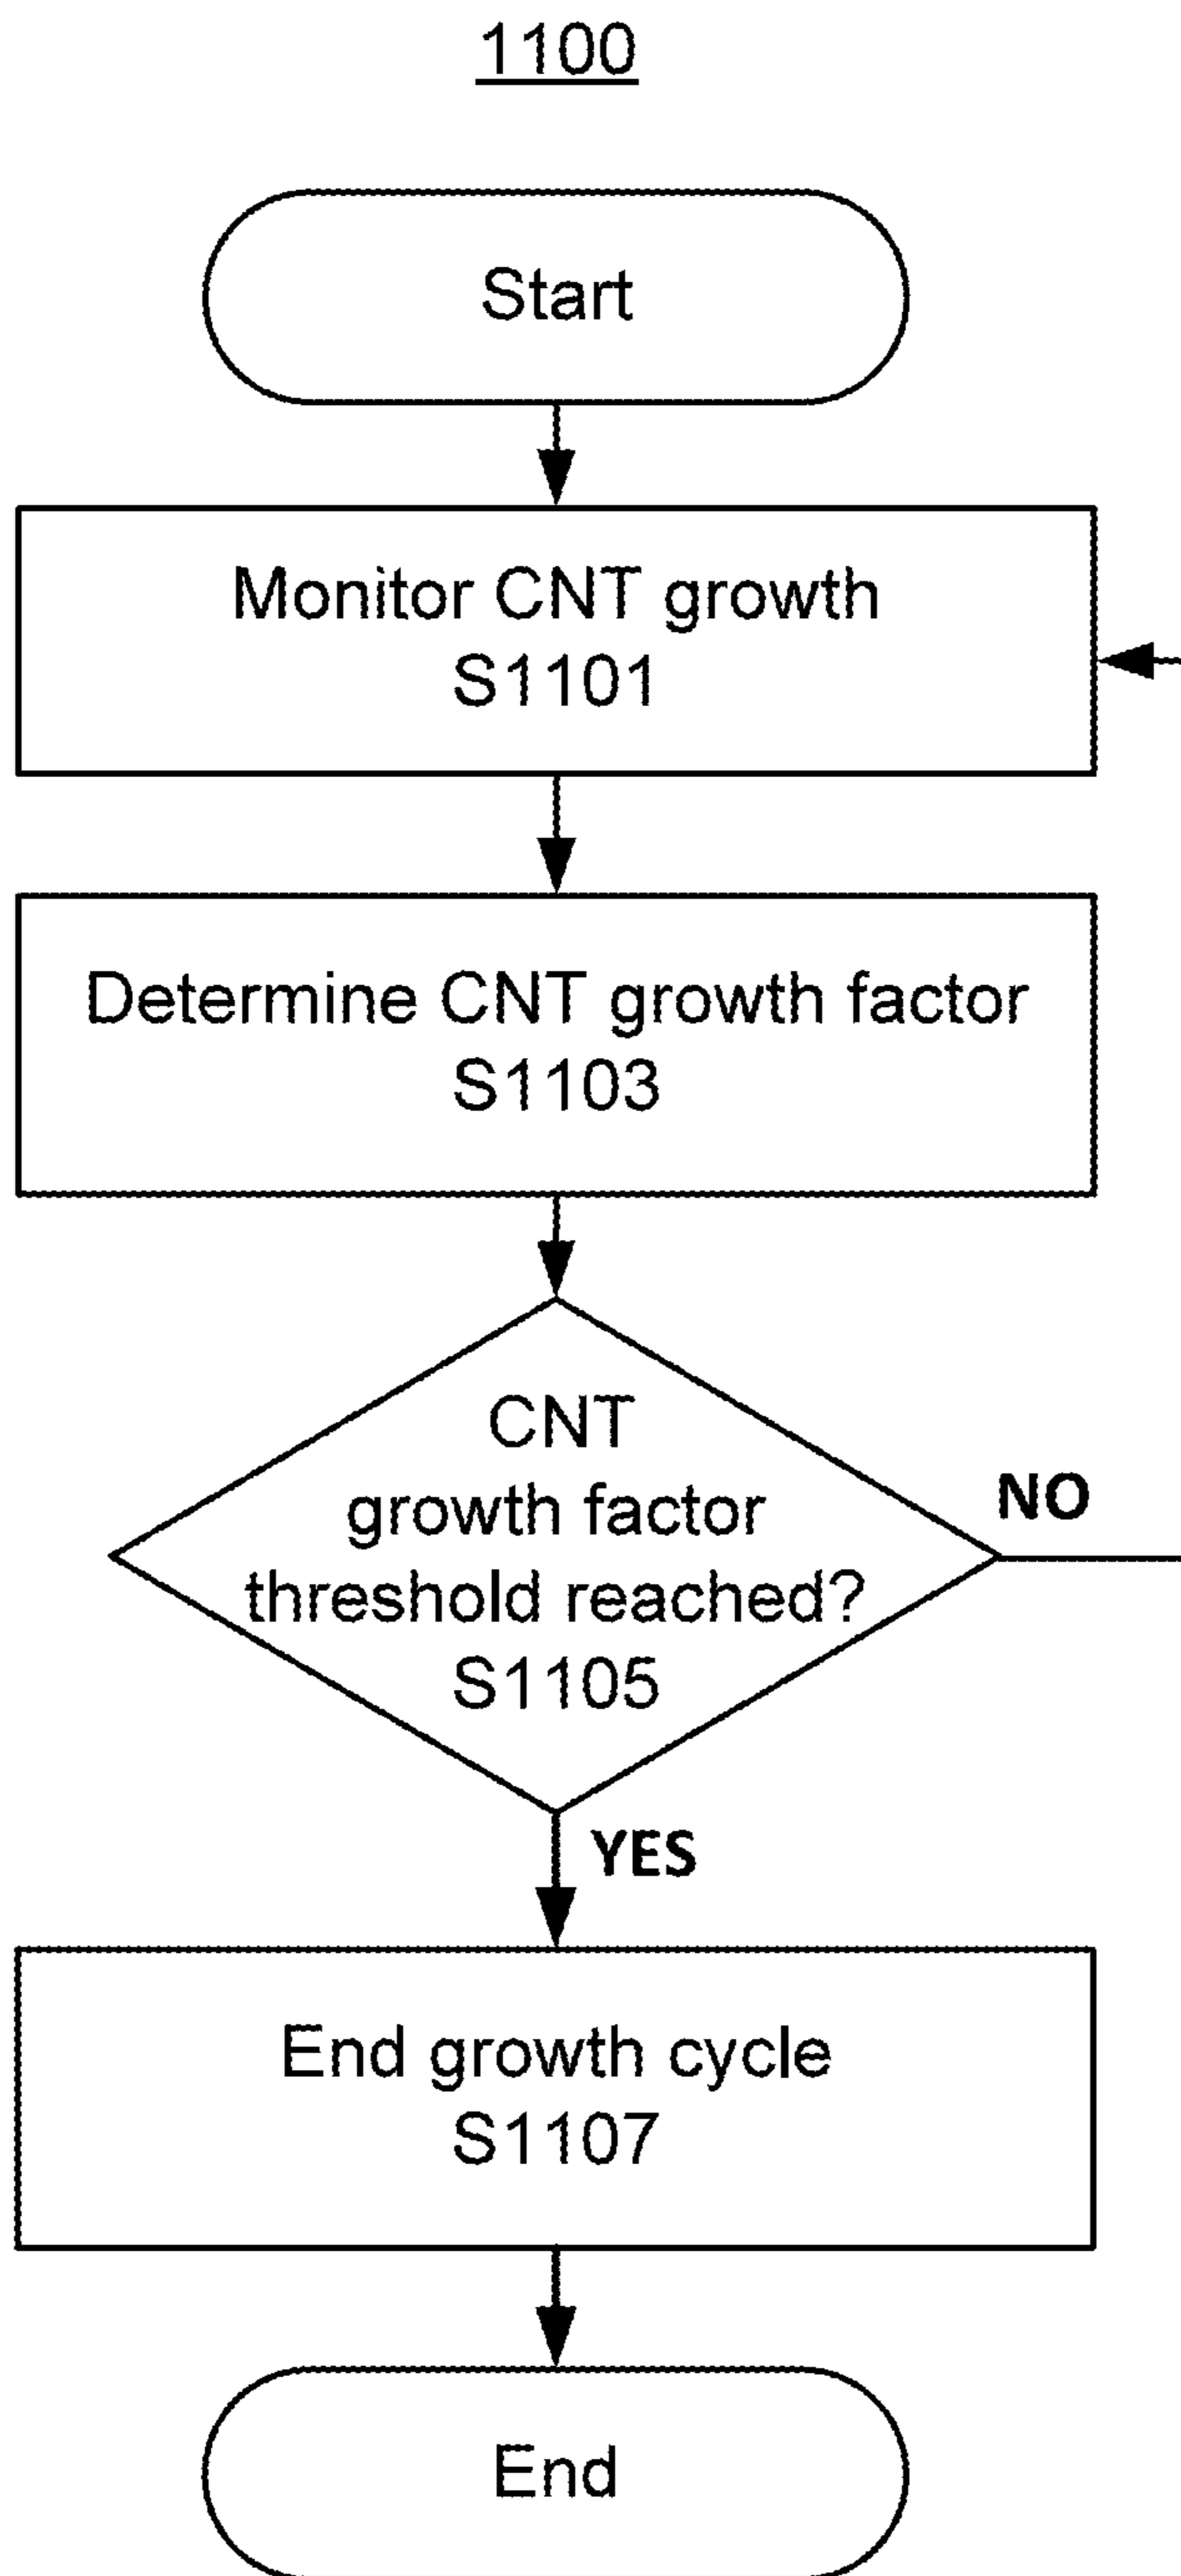 1100
Start
Monitor CNT growth
S1101
Determine CNT growth factor
S1103
CNT
growth factor
threshold reached?
S1105
NO
YES
End growth cycle
S1107
End